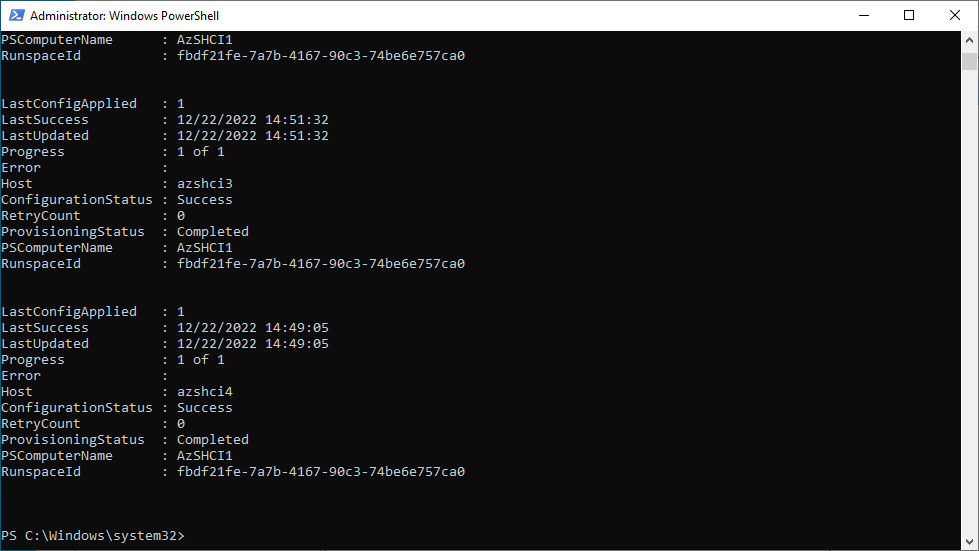 Administrator: Windows PowerShell
PSComputerName      : AzSHCI1
RunspaceId          : fbdf21fe-7a7b-4167-90c3-74be6e757ca0
LastConfigApplied   : 1
LastSuccess         : 12/22/2022 14:51:32
LastUpdated         : 12/22/2022 14:51:32
Progress            : 1 of 1
Error               :
Host                : azshci3
ConfigurationStatus : Success
RetryCount          : 0
ProvisioningStatus  : Completed
PSComputerName      : AzSHCI1
RunspaceId          : fbdf21fe-7a7b-4167-90c3-74be6e757ca0
LastConfigApplied   : 1
LastSuccess         : 12/22/2022 14:49:05
LastUpdated         : 12/22/2022 14:49:05
Progress            : 1 of 1
Error               :
Host                : azshci4
ConfigurationStatus : Success
RetryCount          : 0
ProvisioningStatus  : Completed
PSComputerName      : AzSHCI1
RunspaceId          : fbdf21fe-7a7b-4167-90c3-74be6e757ca0
PS C:\Windows\system32>